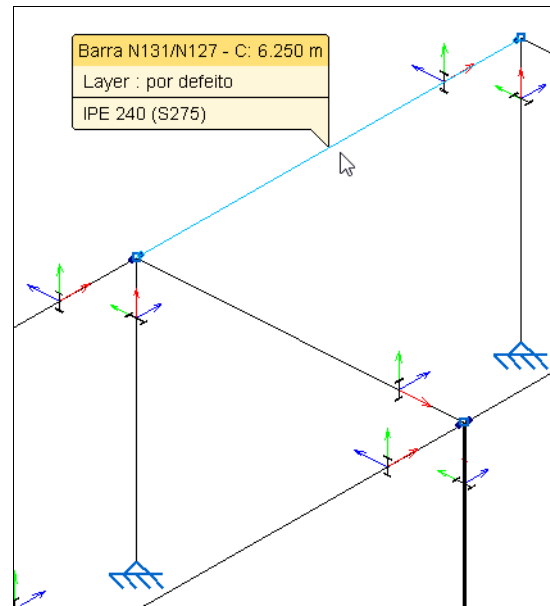 Barra N131/N127 - C: 6.250 m
Layer : por defeito
IPE 240 (S275)